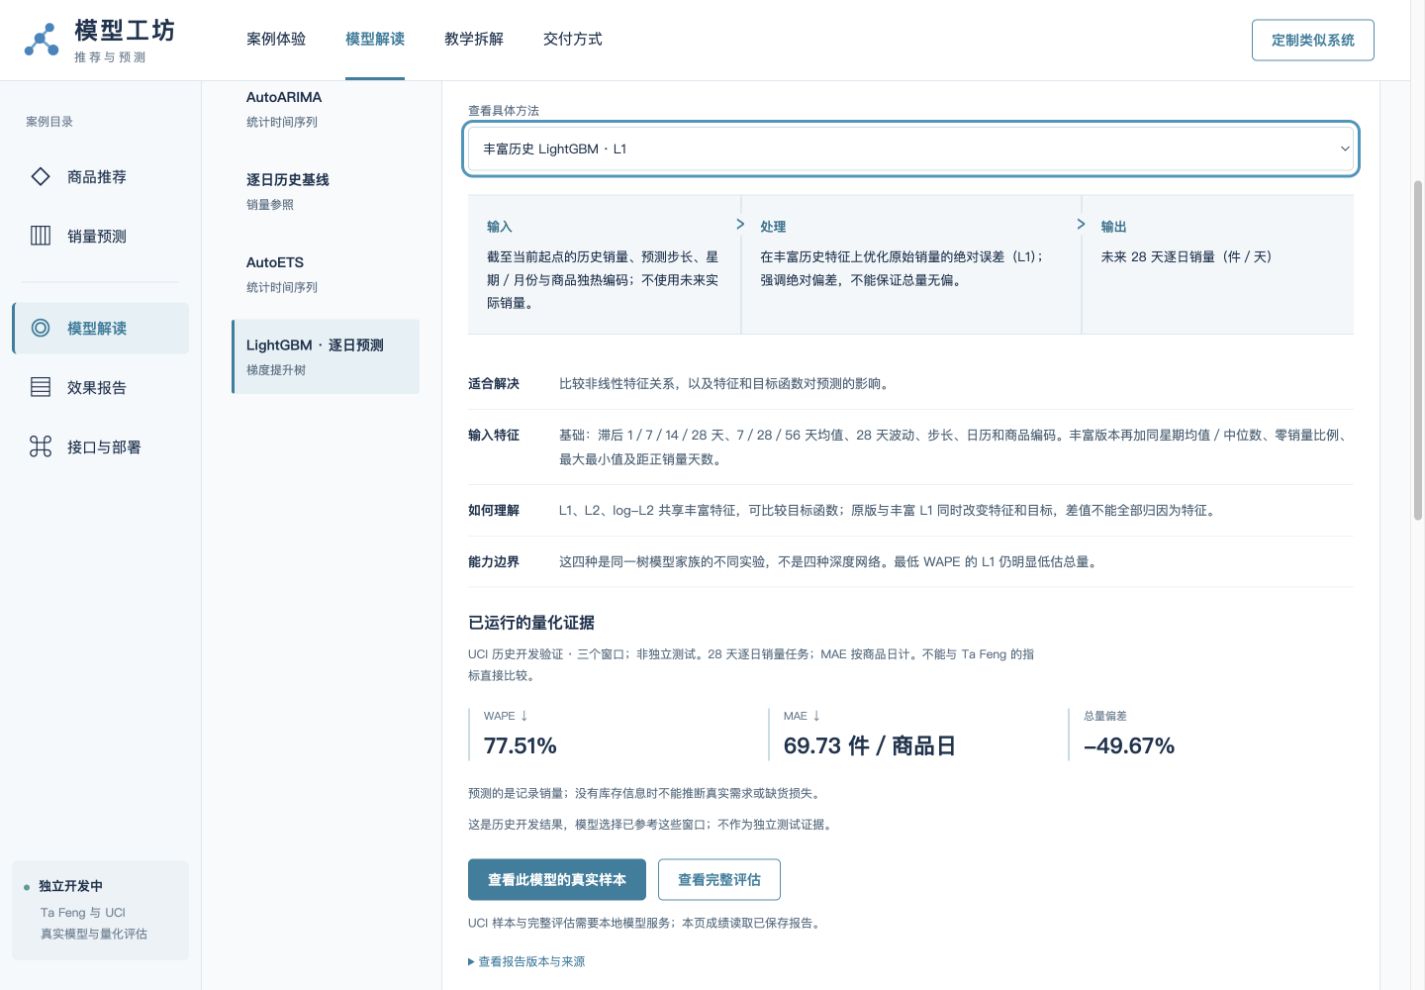 模型工坊
推荐与预测
案例体验
模型解读
教学拆解
交付方式
定制类似系统
案例目录
商品推荐
销量预测
模型解读
效果报告
接口与部署
独立开发中
Ta Feng 与 UCI
真实模型与量化评估
AutoARIMA
统计时间序列
逐日历史基线
销量参照
AutoETS
统计时间序列
LightGBM · 逐日预测
梯度提升树
查看具体方法
丰富历史 LightGBM · L1
输入
截至当前起点的历史销量、预测步长、星
期 / 月份与商品独热编码；不使用未来实
际销量。
处理
在丰富历史特征上优化原始销量的绝对误差（L1）；
强调绝对偏差，不能保证总量无偏。
输出
未来 28 天逐日销量（件 / 天）
适合解决
比较非线性特征关系，以及特征和目标函数对预测的影响。
输入特征
基础：滞后 1 / 7 / 14 / 28 天、7 / 28 / 56 天均值、28 天波动、步长、日历和商品编码。丰富版本再加同星期均值 / 中位数、零销量比例、
最大最小值及距正销量天数。
如何理解
L1、L2、log-L2 共享丰富特征，可比较目标函数；原版与丰富 L1 同时改变特征和目标，差值不能全部归因为特征。
能力边界
这四种是同一树模型家族的不同实验，不是四种深度网络。最低 WAPE 的 L1 仍明显低估总量。
已运行的量化证据
UCI 历史开发验证 · 三个窗口；非独立测试。28 天逐日销量任务；MAE 按商品日计。不能与 Ta Feng 的指
标直接比较。
WAPE ↓
77.51%
MAE ↓
69.73 件 / 商品日
总量偏差
-49.67%
预测的是记录销量；没有库存信息时不能推断真实需求或缺货损失。
这是历史开发结果，模型选择已参考这些窗口；不作为独立测试证据。
查看此模型的真实样本
查看完整评估
UCI 样本与完整评估需要本地模型服务；本页成绩读取已保存报告。
查看报告版本与来源